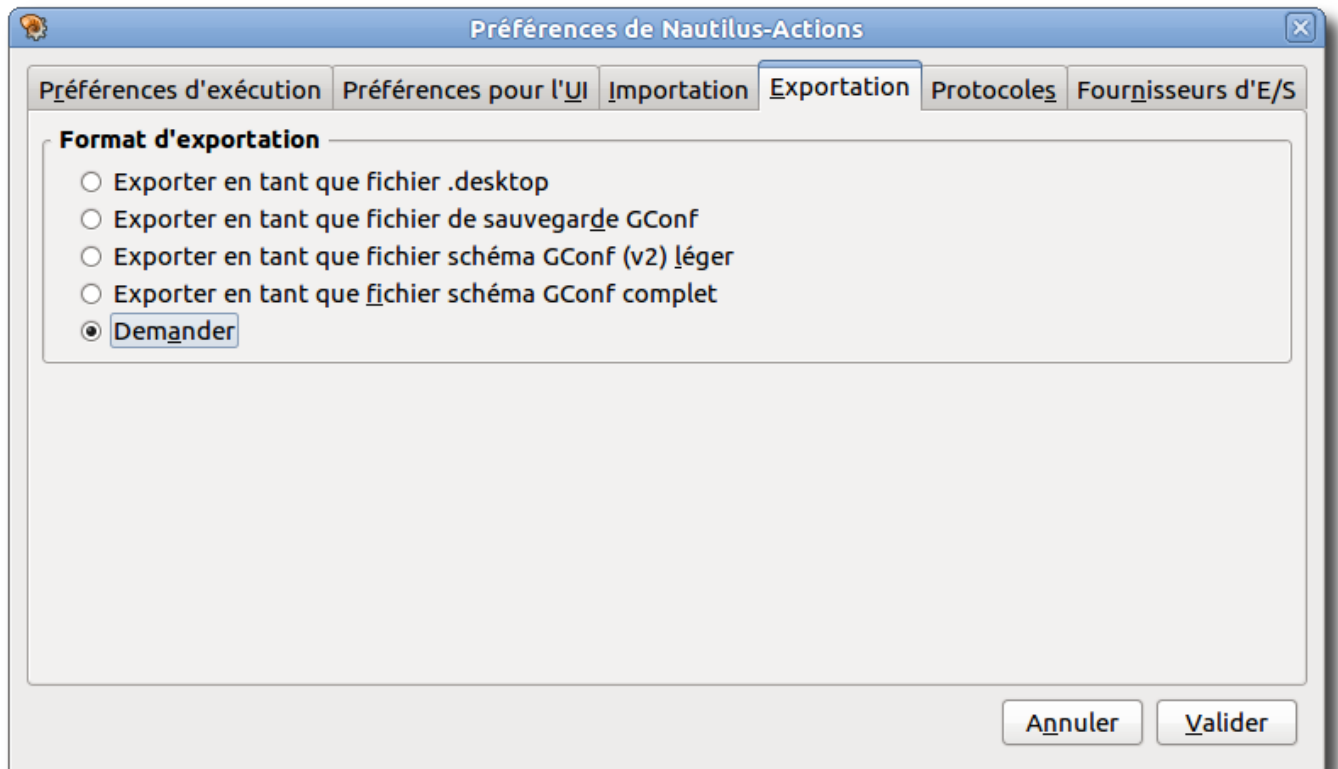 Préférences de Nautilus-Actions
Préférences d'exécution Préférences pour l'UI Importation Exportation Protocoles Fournisseurs d'E/S
Format d'exportation
Exporter en tant que fichier .desktop
Exporter en tant que fichier de sauvegarde GConf
Exporter en tant que fichier schéma GConf (v2) léger
Exporter en tant que fichier schéma GConf complet
Demander
Annuler Valider